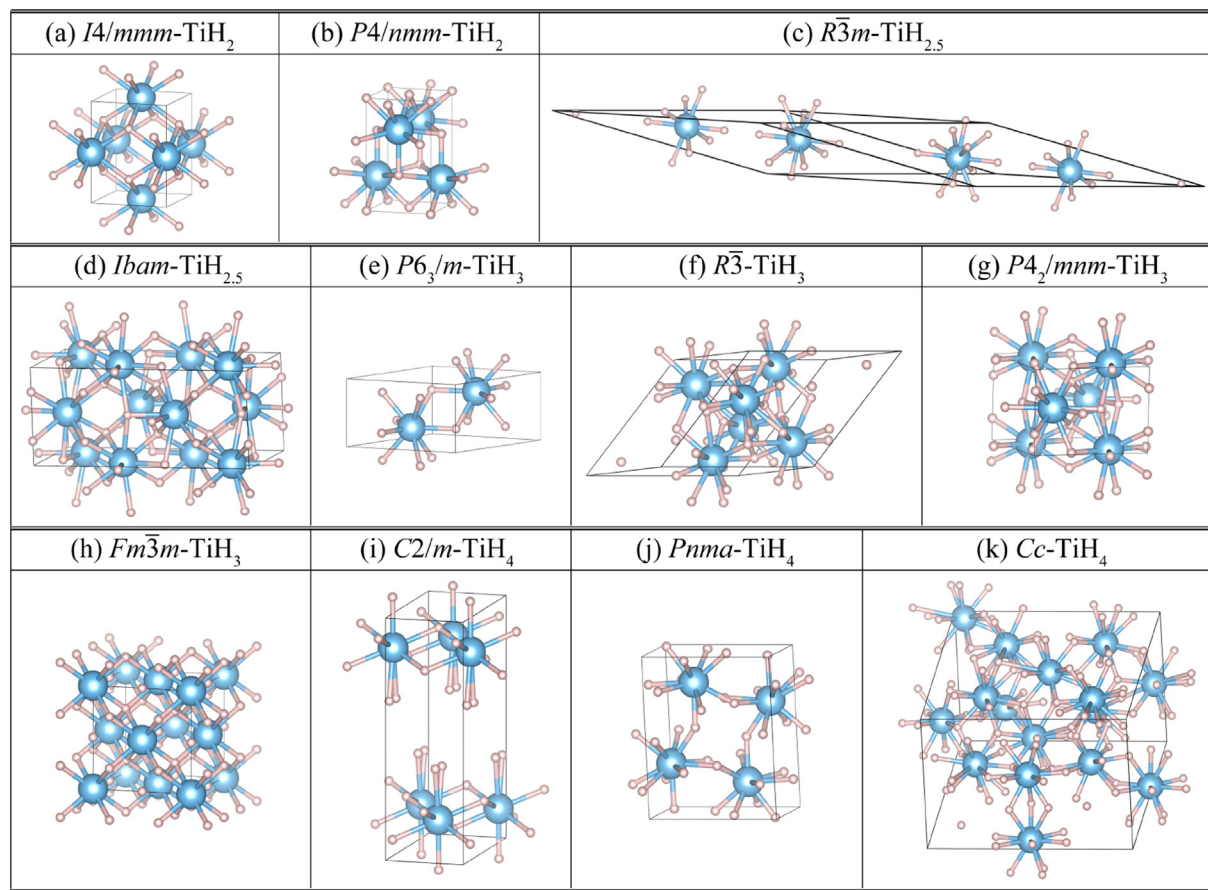 (a) I4/mmm-TiH₂
(b) P4/nmm-TiH₂
(c) R3̅m-TiH₂.₅
(d) Ibam-TiH₂.₅
(e) P6₃/m-TiH₃
(f) R3̅-TiH₃
(g) P4₂/mnm-TiH₃
(h) Fm3̅m-TiH₃
(i) C2/m-TiH₄
(j) Pnma-TiH₄
(k) Cc-TiH₄